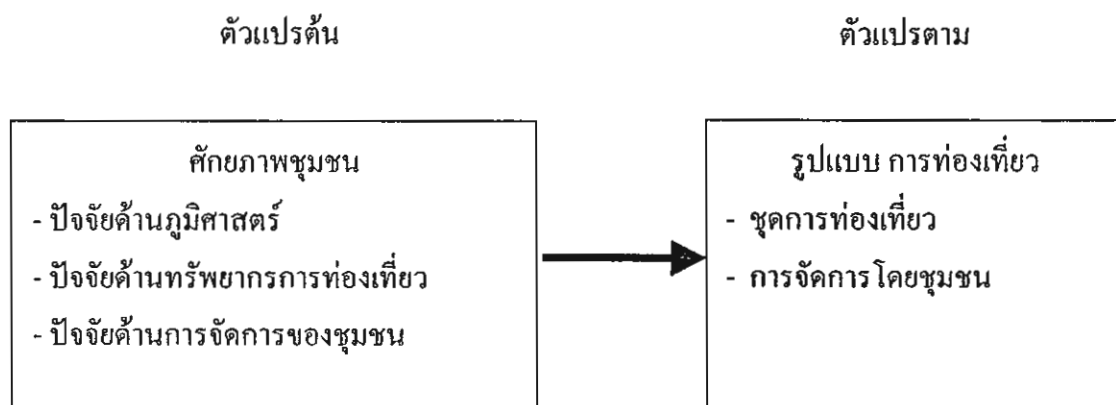 ตัวแปรต้น
ตัวแปรตาม
ศักยภาพชุมชน
- ปัจจัยด้านภูมิศาสตร์
- ปัจจัยด้านทรัพยากรการท่องเที่ยว
- ปัจจัยด้านการจัดการของชุมชน
รูปแบบ การท่องเที่ยว
- ชุดการท่องเที่ยว
- การจัดการโดยชุมชน